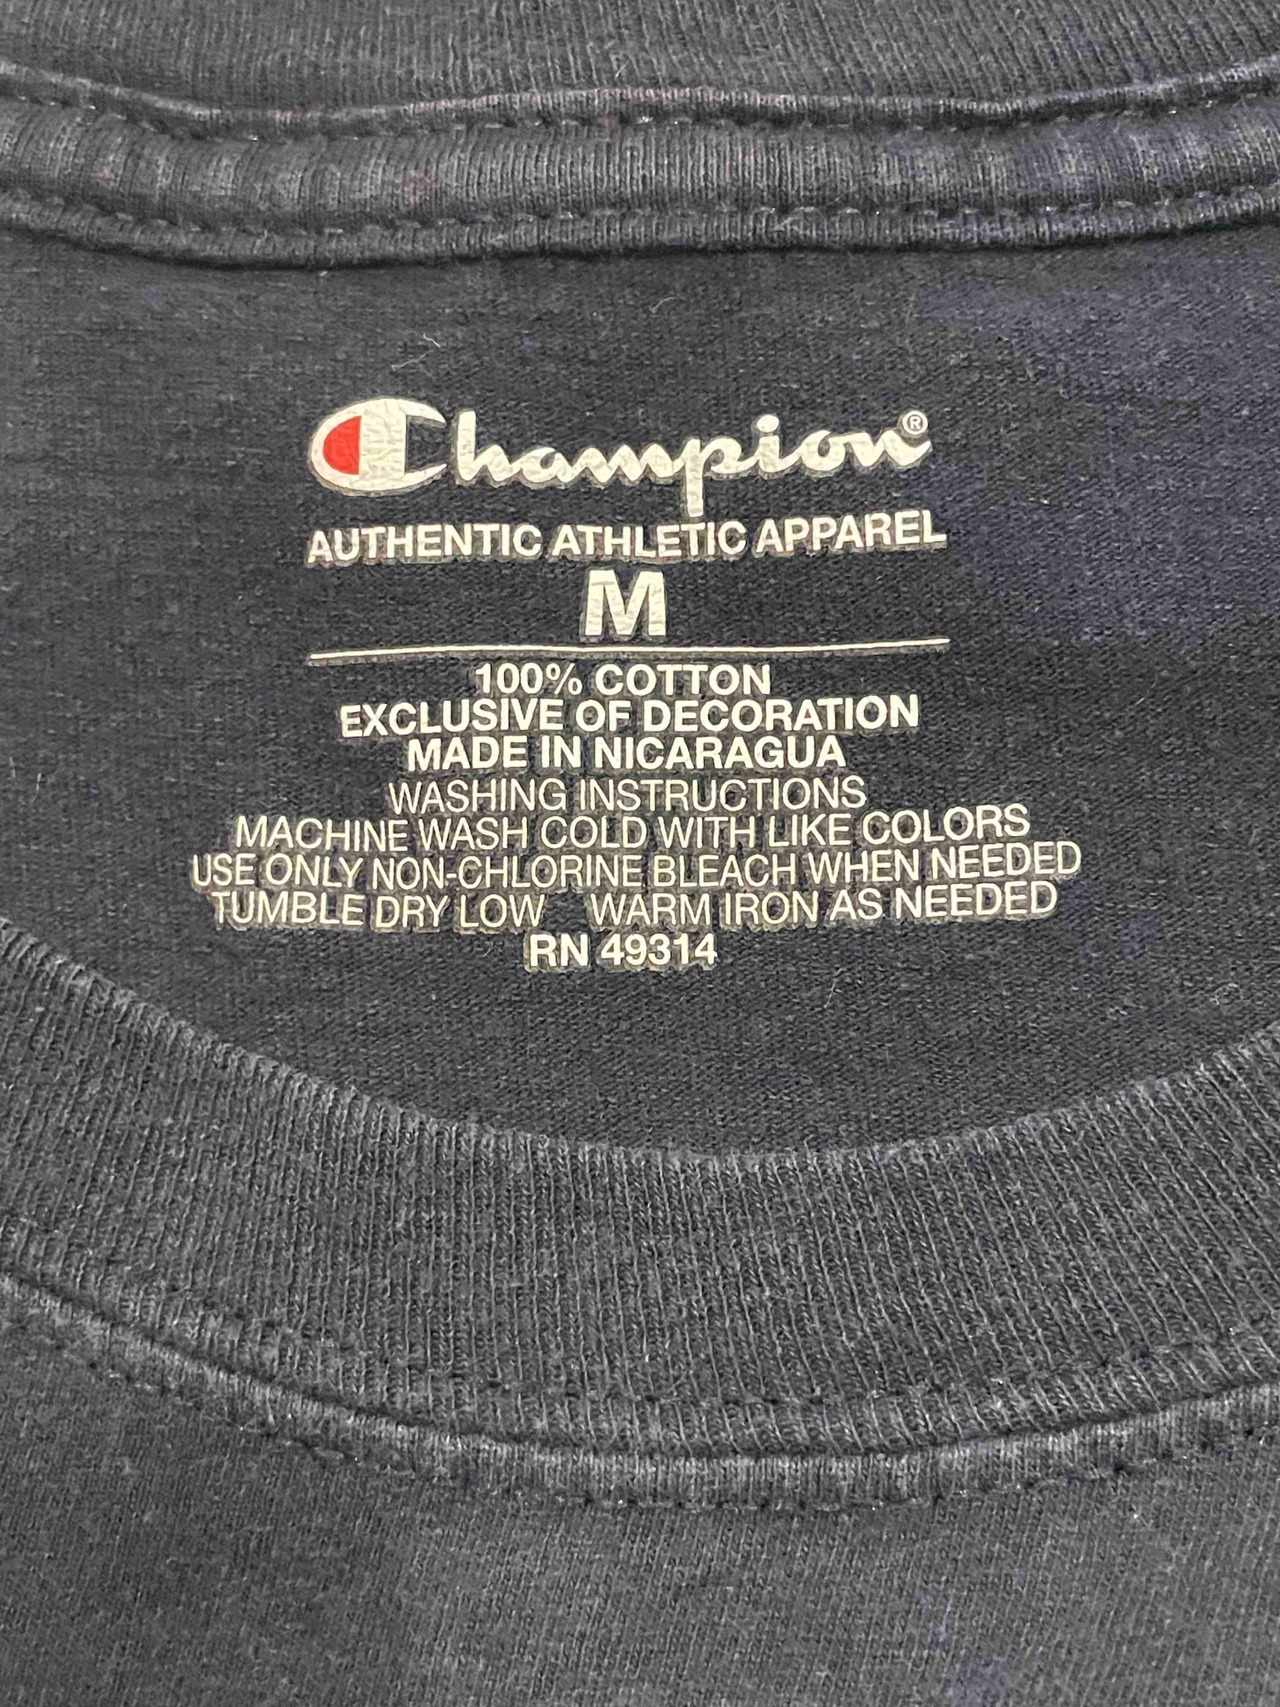 Champion®
AUTHENTIC ATHLETIC APPAREL
M
100% COTTON
EXCLUSIVE OF DECORATION
MADE IN NICARAGUA
WASHING INSTRUCTIONS
MACHINE WASH COLD WITH LIKE COLORS
USE ONLY NON-CHLORINE BLEACH WHEN NEEDED
TUMBLE DRY LOW WARM IRON AS NEEDED
RN 49314